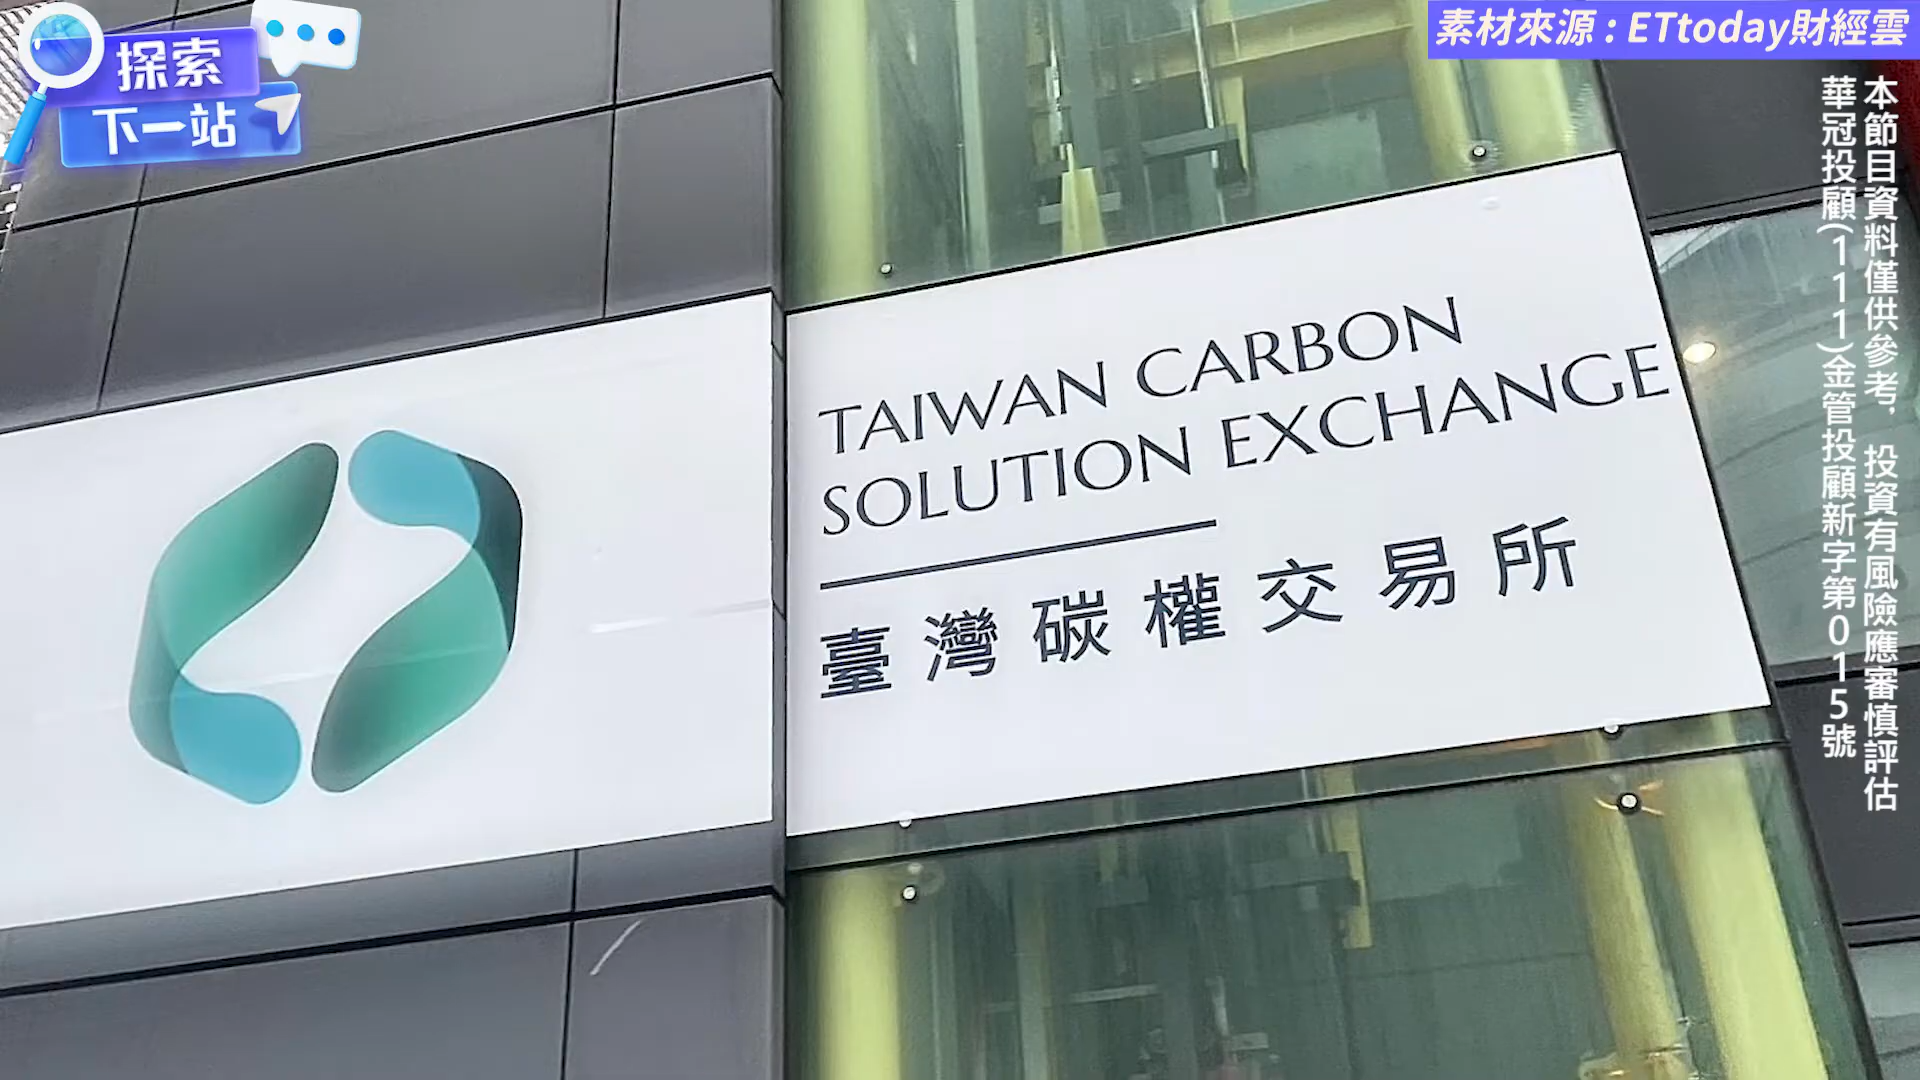 探索
下一站
素材來源：ETtoday財經雲
本節目資料僅供參考，投資有風險應審慎評估
華冠投顧(111)金管投顧新字第015號
TAIWAN CARBON
SOLUTION EXCHANGE
臺灣碳權交易所